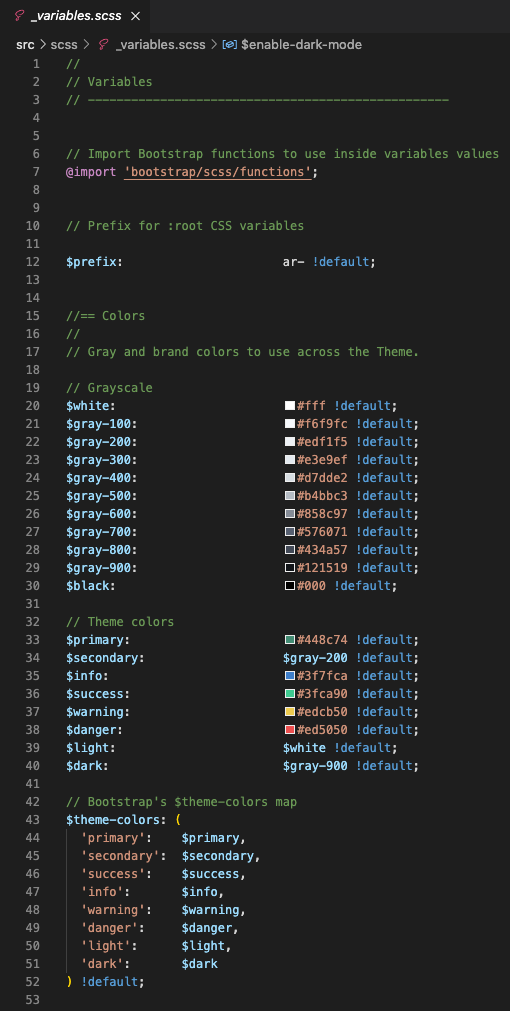 _variables.scss ×
src > scss > _variables.scss > $enable-dark-mode
1 //
2 // Variables
3 // --------------------------------------------------
4
5
6 // Import Bootstrap functions to use inside variables values
7 @import 'bootstrap/scss/functions';
8
9
10 // Prefix for :root CSS variables
11
12 $prefix: ar- !default;
13
14
15 //== Colors
16 //
17 // Gray and brand colors to use across the Theme.
18
19 // Grayscale
20 $white: #fff !default;
21 $gray-100: #f6f9fc !default;
22 $gray-200: #edf1f5 !default;
23 $gray-300: #e3e9ef !default;
24 $gray-400: #d7dde2 !default;
25 $gray-500: #b4bbc3 !default;
26 $gray-600: #858c97 !default;
27 $gray-700: #576071 !default;
28 $gray-800: #434a57 !default;
29 $gray-900: #121519 !default;
30 $black: #000 !default;
31
32 // Theme colors
33 $primary: #448c74 !default;
34 $secondary: $gray-200 !default;
35 $info: #3f7fca !default;
36 $success: #3fca90 !default;
37 $warning: #edcb50 !default;
38 $danger: #ed5050 !default;
39 $light: $white !default;
40 $dark: $gray-900 !default;
41
42 // Bootstrap's $theme-colors map
43 $theme-colors: (
44 'primary': $primary,
45 'secondary': $secondary,
46 'success': $success,
47 'info': $info,
48 'warning': $warning,
49 'danger': $danger,
50 'light': $light,
51 'dark': $dark
52 ) !default;
53